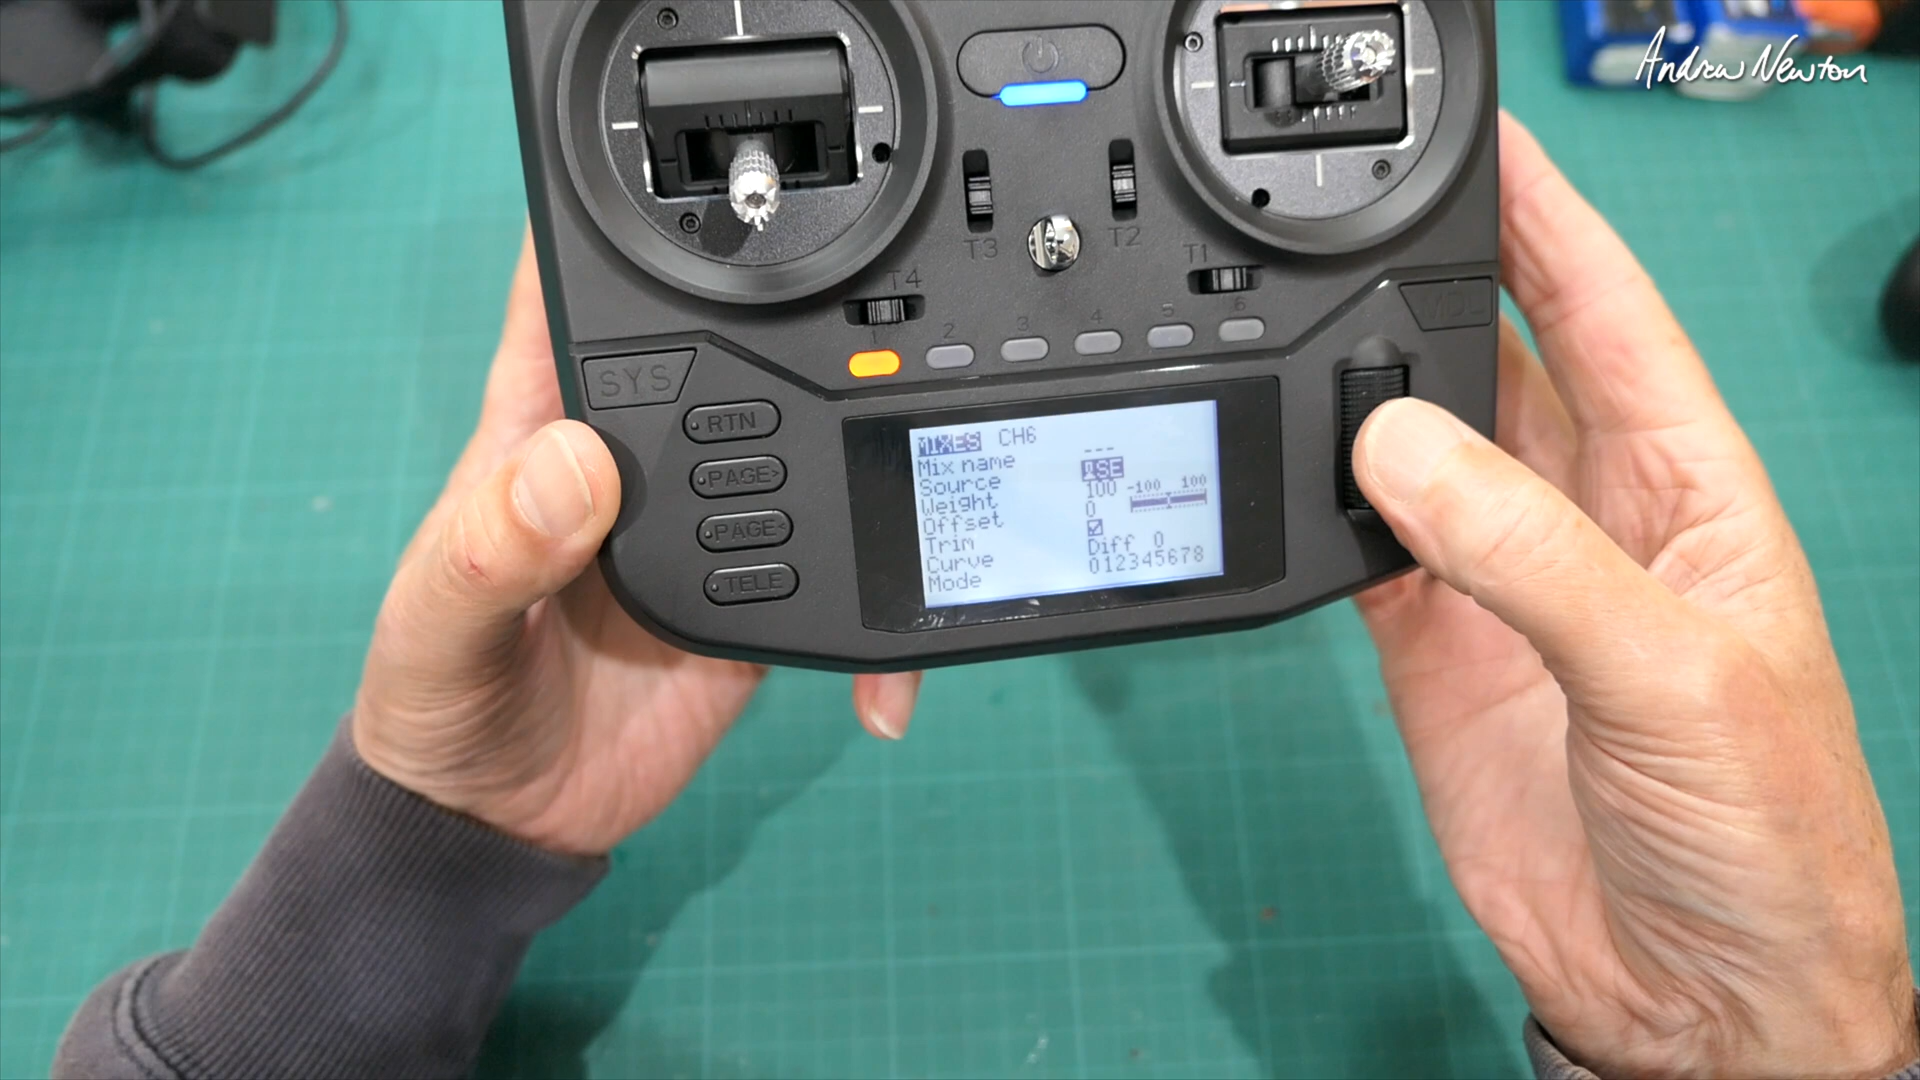 Andrew Newton
T3
T2
T1
T4
1 2 3 4 5 6
SYS
MDL
RTN
PAGE>
PAGE<
TELE
MIXES CH6
Mix name ---
Source SE
Weight 100 -100 100
Offset 0
Trim
Curve Diff 0
Mode 012345678